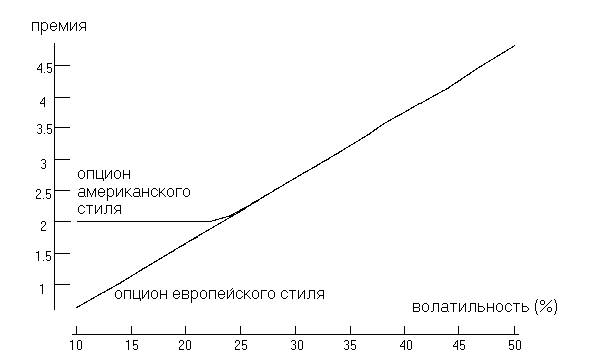 премия
4.5
4
3.5
3
2.5
2
1.5
1
опцион
американского
стиля
опцион европейского стиля
волатильность (%)
10 15 20 25 30 35 40 45 50